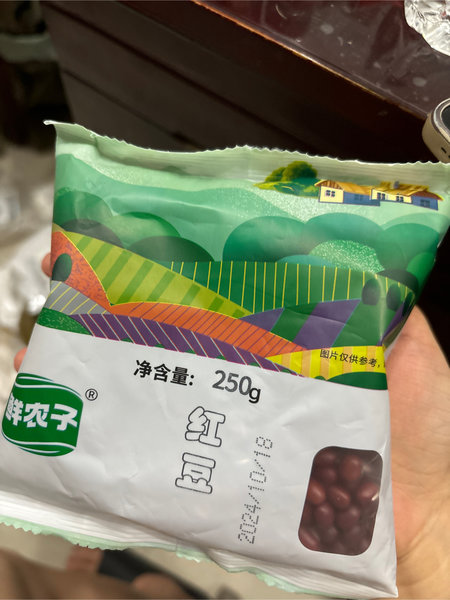 图片仅供参考,
净含量: 250g
鲜农子®
红豆
2024/10/18